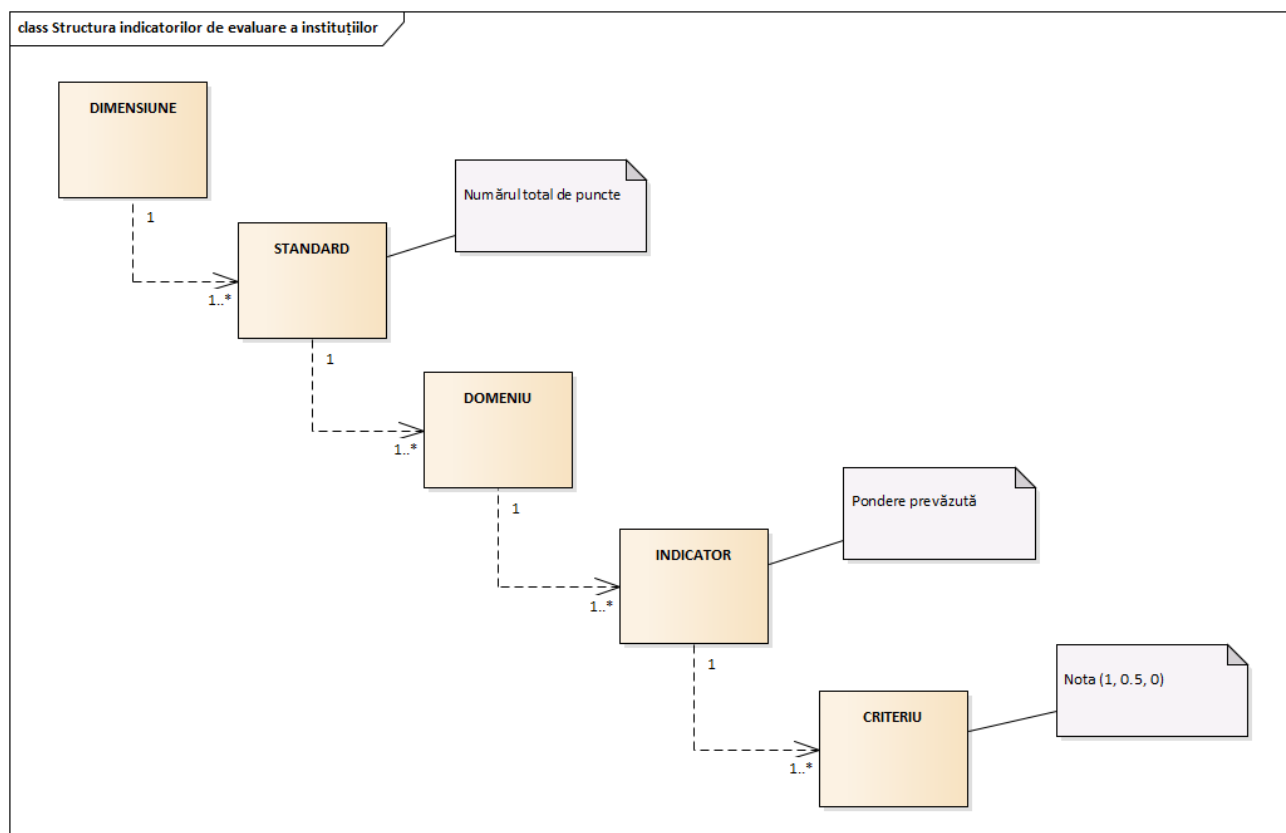 class Structura indicatorilor de evaluare a instituțiilor
DIMENSIUNE
1
1..*
STANDARD
Numărul total de puncte
1
1..*
DOMENIU
1
1..*
INDICATOR
Pondere prevăzută
1
1..*
CRITERIU
Nota (1, 0.5, 0)